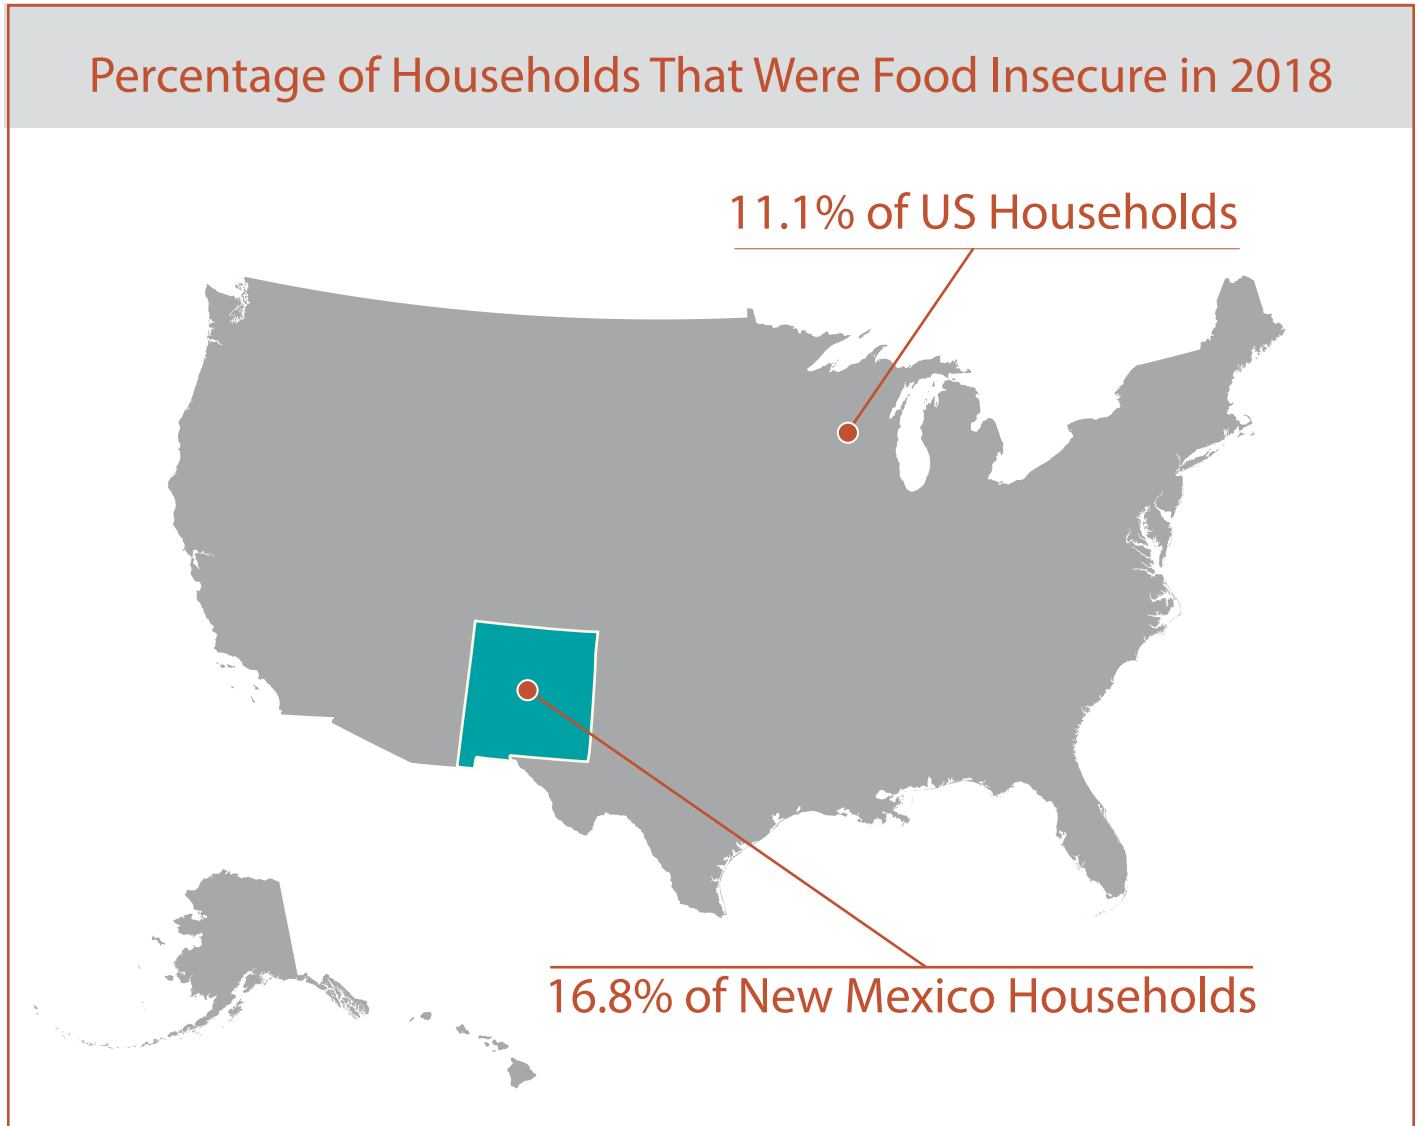 Percentage of Households That Were Food Insecure in 2018
11.1% of US Households
16.8% of New Mexico Households